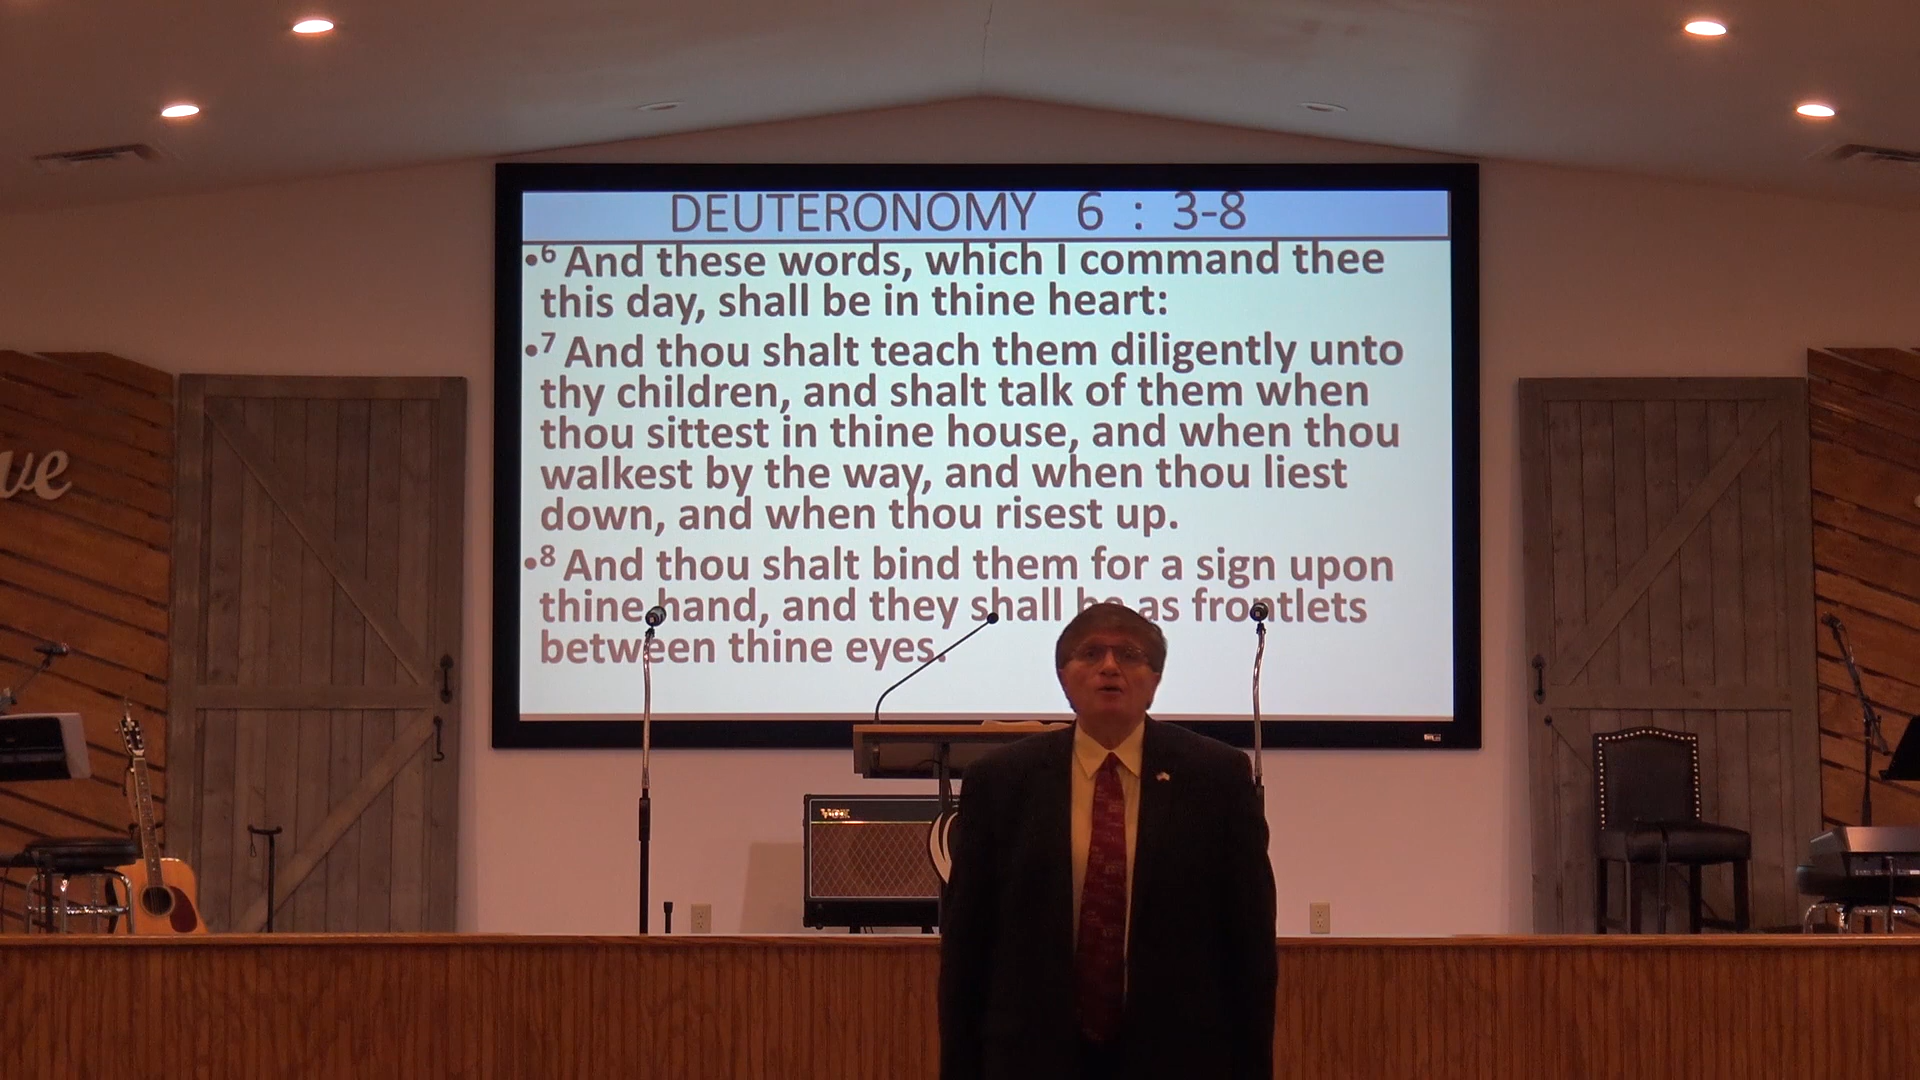 DEUTERONOMY 6 : 3-8
•6 And these words, which I command thee
this day, shall be in thine heart:
•7 And thou shalt teach them diligently unto
thy children, and shalt talk of them when
thou sittest in thine house, and when thou
walkest by the way, and when thou liest
down, and when thou risest up.
•8 And thou shalt bind them for a sign upon
thine hand, and they shall be as frontlets
between thine eyes.
ve
VOX